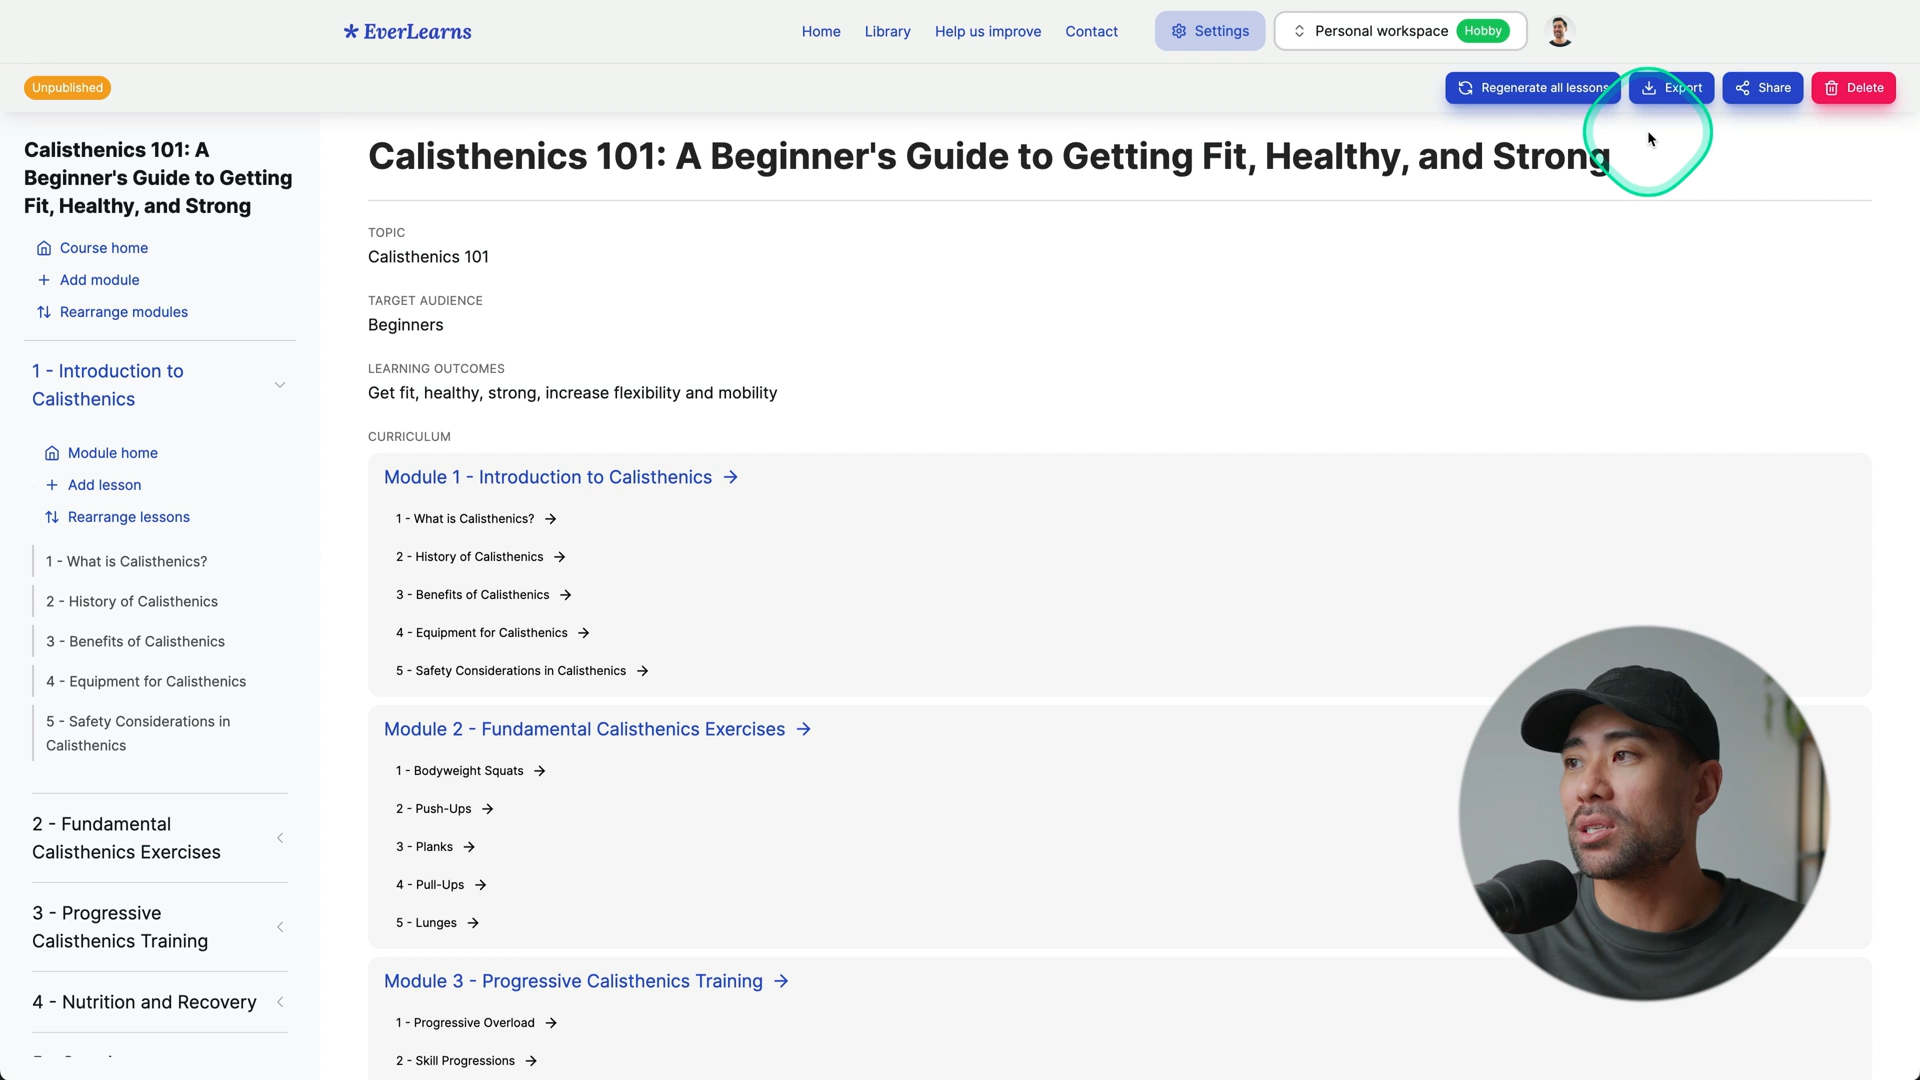 EverLearns
Home
Library
Help us improve
Contact
Settings
Personal workspace
Hobby
Unpublished
Regenerate all lessons
Export
Share
Delete
Calisthenics 101: A
Beginner's Guide to Getting
Fit, Healthy, and Strong
Course home
Add module
Rearrange modules
1 - Introduction to
Calisthenics
Module home
Add lesson
Rearrange lessons
1 - What is Calisthenics?
2 - History of Calisthenics
3 - Benefits of Calisthenics
4 - Equipment for Calisthenics
5 - Safety Considerations in
Calisthenics
2 - Fundamental
Calisthenics Exercises
3 - Progressive
Calisthenics Training
4 - Nutrition and Recovery
Calisthenics 101: A Beginner's Guide to Getting Fit, Healthy, and Strong
TOPIC
Calisthenics 101
TARGET AUDIENCE
Beginners
LEARNING OUTCOMES
Get fit, healthy, strong, increase flexibility and mobility
CURRICULUM
Module 1 - Introduction to Calisthenics
1 - What is Calisthenics?
2 - History of Calisthenics
3 - Benefits of Calisthenics
4 - Equipment for Calisthenics
5 - Safety Considerations in Calisthenics
Module 2 - Fundamental Calisthenics Exercises
1 - Bodyweight Squats
2 - Push-Ups
3 - Planks
4 - Pull-Ups
5 - Lunges
Module 3 - Progressive Calisthenics Training
1 - Progressive Overload
2 - Skill Progressions